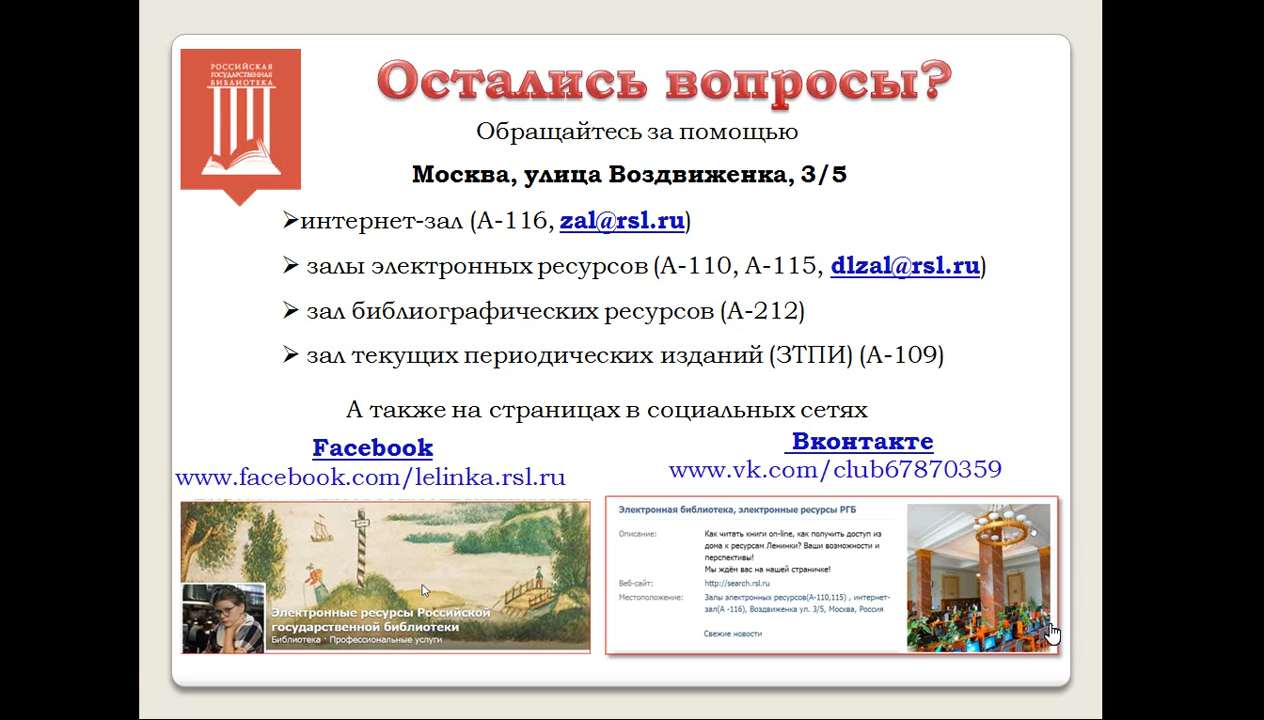 РОССИЙСКАЯ
ГОСУДАРСТВЕННАЯ
БИБЛИОТЕКА
Остались вопросы?
Обращайтесь за помощью
Москва, улица Воздвиженка, 3/5
интернет-зал (А-116, zal@rsl.ru)
залы электронных ресурсов (А-110, А-115, dlzal@rsl.ru)
зал библиографических ресурсов (А-212)
зал текущих периодических изданий (ЗТПИ) (А-109)
А также на страницах в социальных сетях
Facebook
www.facebook.com/lelinka.rsl.ru
Вконтакте
www.vk.com/club67870359
Электронные ресурсы Российской
государственной библиотеки
Библиотека · Профессиональные услуги
Электронная библиотека, электронные ресурсы РГБ
Описание: Как читать книги on-line, как получить доступ из
дома к ресурсам Ленинки? Ваши возможности и
перспективы!
Мы ждём вас на нашей страничке!
Веб-сайт: http://search.rsl.ru
Местоположение: Залы электронных ресурсов(А-110,115) , интернет-
зал(А -116), Воздвиженка ул. 3/5, Москва, Россия
Свежие новости